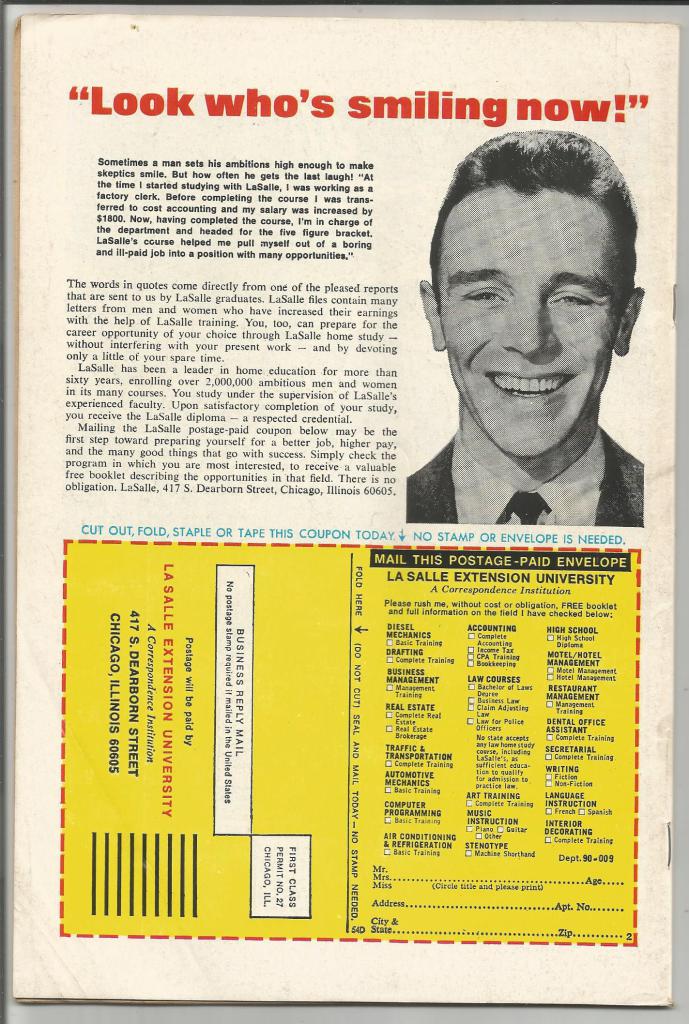 “Look who’s smiling now!”
Sometimes a man sets his ambitions high enough to make
skeptics smile. But how often he gets the last laugh! “At
the time I started studying with LaSalle, I was working as a
factory clerk. Before completing the course I was trans-
ferred to cost accounting and my salary was increased by
$1800. Now, having completed the course, I’m in charge of
the department and headed for the five figure bracket.
LaSalle’s course helped me pull myself out of a boring
and ill-paid job into a position with many opportunities.”
The words in quotes come directly from one of the pleased reports
that are sent to us by LaSalle graduates. LaSalle files contain many
letters from men and women who have increased their earnings
with the help of LaSalle training. You, too, can prepare for the
career opportunity of your choice through LaSalle home study —
without interfering with your present work — and by devoting
only a little of your spare time.
LaSalle has been a leader in home education for more than
sixty years, enrolling over 2,000,000 ambitious men and women
in its many courses. You study under the supervision of LaSalle’s
experienced faculty. Upon satisfactory completion of your study,
you receive the LaSalle diploma — a respected credential.
Mailing the LaSalle postage-paid coupon below may be the
first step toward preparing yourself for a better job, higher pay,
and the many good things that go with success. Simply check the
program in which you are most interested, to receive a valuable
free booklet describing the opportunities in that field. There is no
obligation. LaSalle, 417 S. Dearborn Street, Chicago, Illinois 60605.
CUT OUT, FOLD, STAPLE OR TAPE THIS COUPON TODAY. ↓ NO STAMP OR ENVELOPE IS NEEDED.
BUSINESS REPLY MAIL
No postage stamp required if mailed in the United States
FIRST CLASS
PERMIT NO. 27
CHICAGO, ILL.
Postage will be paid by
LA SALLE EXTENSION UNIVERSITY
A Correspondence Institution
417 S. DEARBORN STREET
CHICAGO, ILLINOIS 60605
FOLD HERE → (DO NOT CUT) SEAL AND MAIL TODAY — NO STAMP NEEDED.
54D
MAIL THIS POSTAGE-PAID ENVELOPE
LA SALLE EXTENSION UNIVERSITY
A Correspondence Institution
Please rush me, without cost or obligation, FREE booklet
and full information on the field I have checked below:
DIESEL
MECHANICS
☐ Basic Training
DRAFTING
☐ Complete Training
BUSINESS
MANAGEMENT
☐ Management
Training
REAL ESTATE
☐ Complete Real
Estate
☐ Real Estate
Brokerage
TRAFFIC &
TRANSPORTATION
☐ Complete Training
AUTOMOTIVE
MECHANICS
☐ Basic Training
COMPUTER
PROGRAMMING
☐ Basic Training
AIR CONDITIONING
& REFRIGERATION
☐ Basic Training
ACCOUNTING
☐ Complete
Accounting
☐ Income Tax
☐ CPA Training
☐ Bookkeeping
LAW COURSES
☐ Bachelor of Laws
Degree
☐ Business Law
☐ Claim Adjusting
Law
☐ Law for Police
Officers
No state accepts
any law home study
course, including
LaSalle’s, as
sufficient educa-
tion to qualify
for admission to
practice law.
ART TRAINING
☐ Complete Training
MUSIC
INSTRUCTION
☐ Piano ☐ Guitar
☐ Other
STENOTYPE
☐ Machine Shorthand
HIGH SCHOOL
☐ High School
Diploma
MOTEL/HOTEL
MANAGEMENT
☐ Motel Management
☐ Hotel Management
RESTAURANT
MANAGEMENT
☐ Management
Training
DENTAL OFFICE
ASSISTANT
☐ Complete Training
SECRETARIAL
☐ Complete Training
WRITING
☐ Fiction
☐ Non-Fiction
LANGUAGE
INSTRUCTION
☐ French ☐ Spanish
INTERIOR
DECORATING
☐ Complete Training
Dept. 90-009
Mr.
Mrs. Age
Miss (Circle title and please print)
Address Apt. No.
City &
State Zip
2